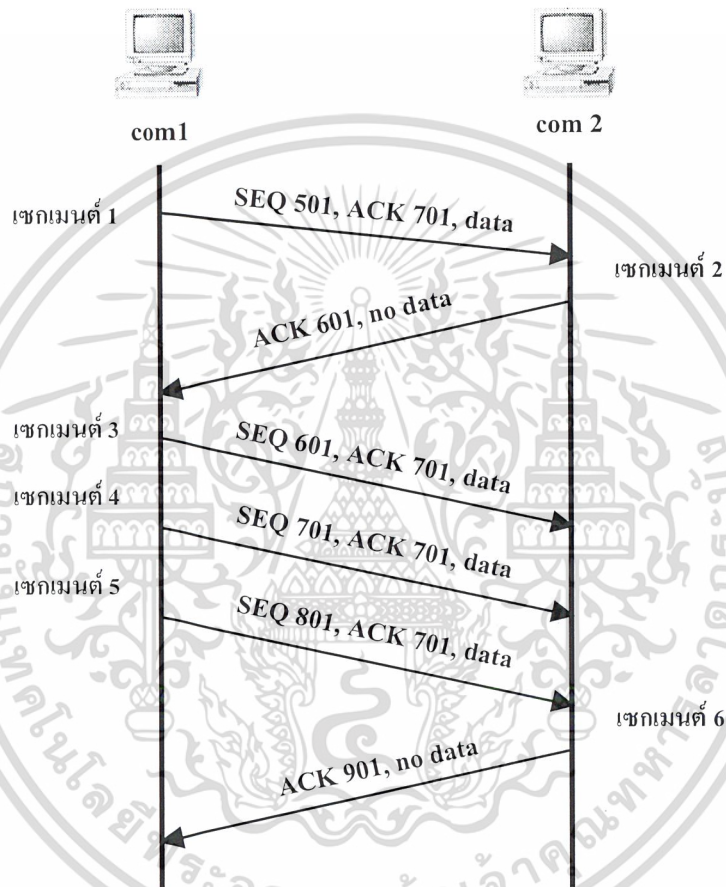 com1
com 2
เซกเมนต์ 1
SEQ 501, ACK 701, data
เซกเมนต์ 2
ACK 601, no data
เซกเมนต์ 3
SEQ 601, ACK 701, data
เซกเมนต์ 4
SEQ 701, ACK 701, data
เซกเมนต์ 5
SEQ 801, ACK 701, data
เซกเมนต์ 6
ACK 901, no data